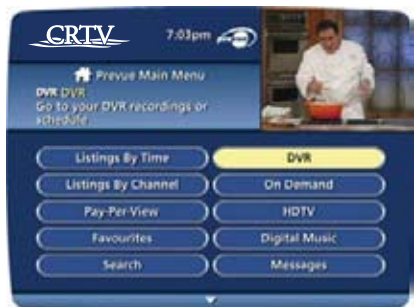 CRTV
7:03pm
Prevue Main Menu
DVR DVR
Go to your DVR recordings or
schedule.
Listings By Time
DVR
Listings By Channel
On Demand
Pay-Per-View
HDTV
Favourites
Digital Music
Search
Messages